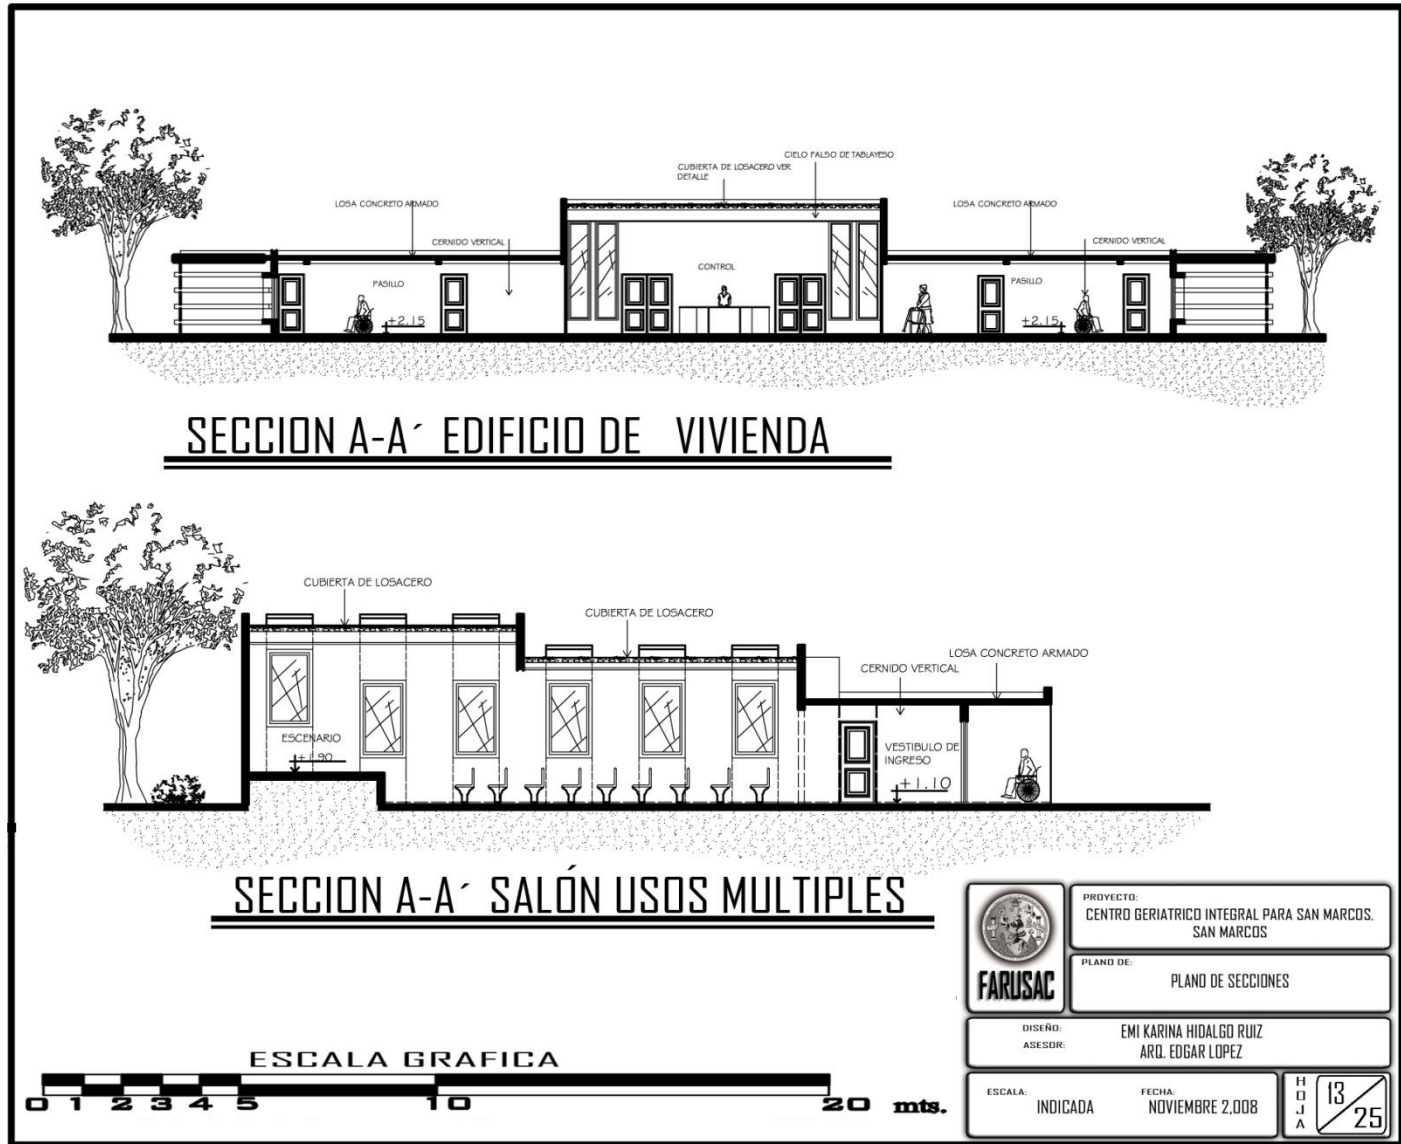 CIELO FALSO DE TABLAYESO
CUBIERTA DE LOSACERO VER
DETALLE
LOSA CONCRETO ARMADO
LOSA CONCRETO ARMADO
CERNIDO VERTICAL
CERNIDO VERTICAL
CONTROL
PASILLO
PASILLO
+2.15
+2.15
SECCION A-A´ EDIFICIO DE VIVIENDA
CUBIERTA DE LOSACERO
CUBIERTA DE LOSACERO
LOSA CONCRETO ARMADO
CERNIDO VERTICAL
ESCENARIO
+1.90
VESTIBULO DE
INGRESO
+1.10
SECCION A-A´ SALÓN USOS MULTIPLES
FARUSAC
PROYECTO:
CENTRO GERIATRICO INTEGRAL PARA SAN MARCOS.
SAN MARCOS
PLANO DE:
PLANO DE SECCIONES
DISEÑO: EMI KARINA HIDALGO RUIZ
ASESOR: ARQ. EDGAR LOPEZ
ESCALA: INDICADA
FECHA: NOVIEMBRE 2,008
HOJA 13/25
ESCALA GRAFICA
0 1 2 3 4 5 10 20 mts.